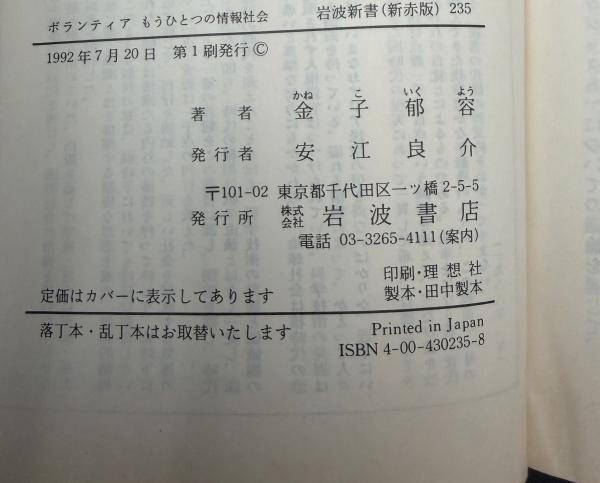 ボランティア もうひとつの情報社会 岩波新書(新赤版) 235
1992年7月20日 第1刷発行 ©
かね こ いく よう
著者 金子郁容
発行者 安江良介
〒101-02 東京都千代田区一ツ橋2-5-5
発行所 株式会社 岩波書店
電話 03-3265-4111(案内)
印刷・理想社
定価はカバーに表示してあります 製本・田中製本
落丁本・乱丁本はお取替いたします Printed in Japan
ISBN 4-00-430235-8